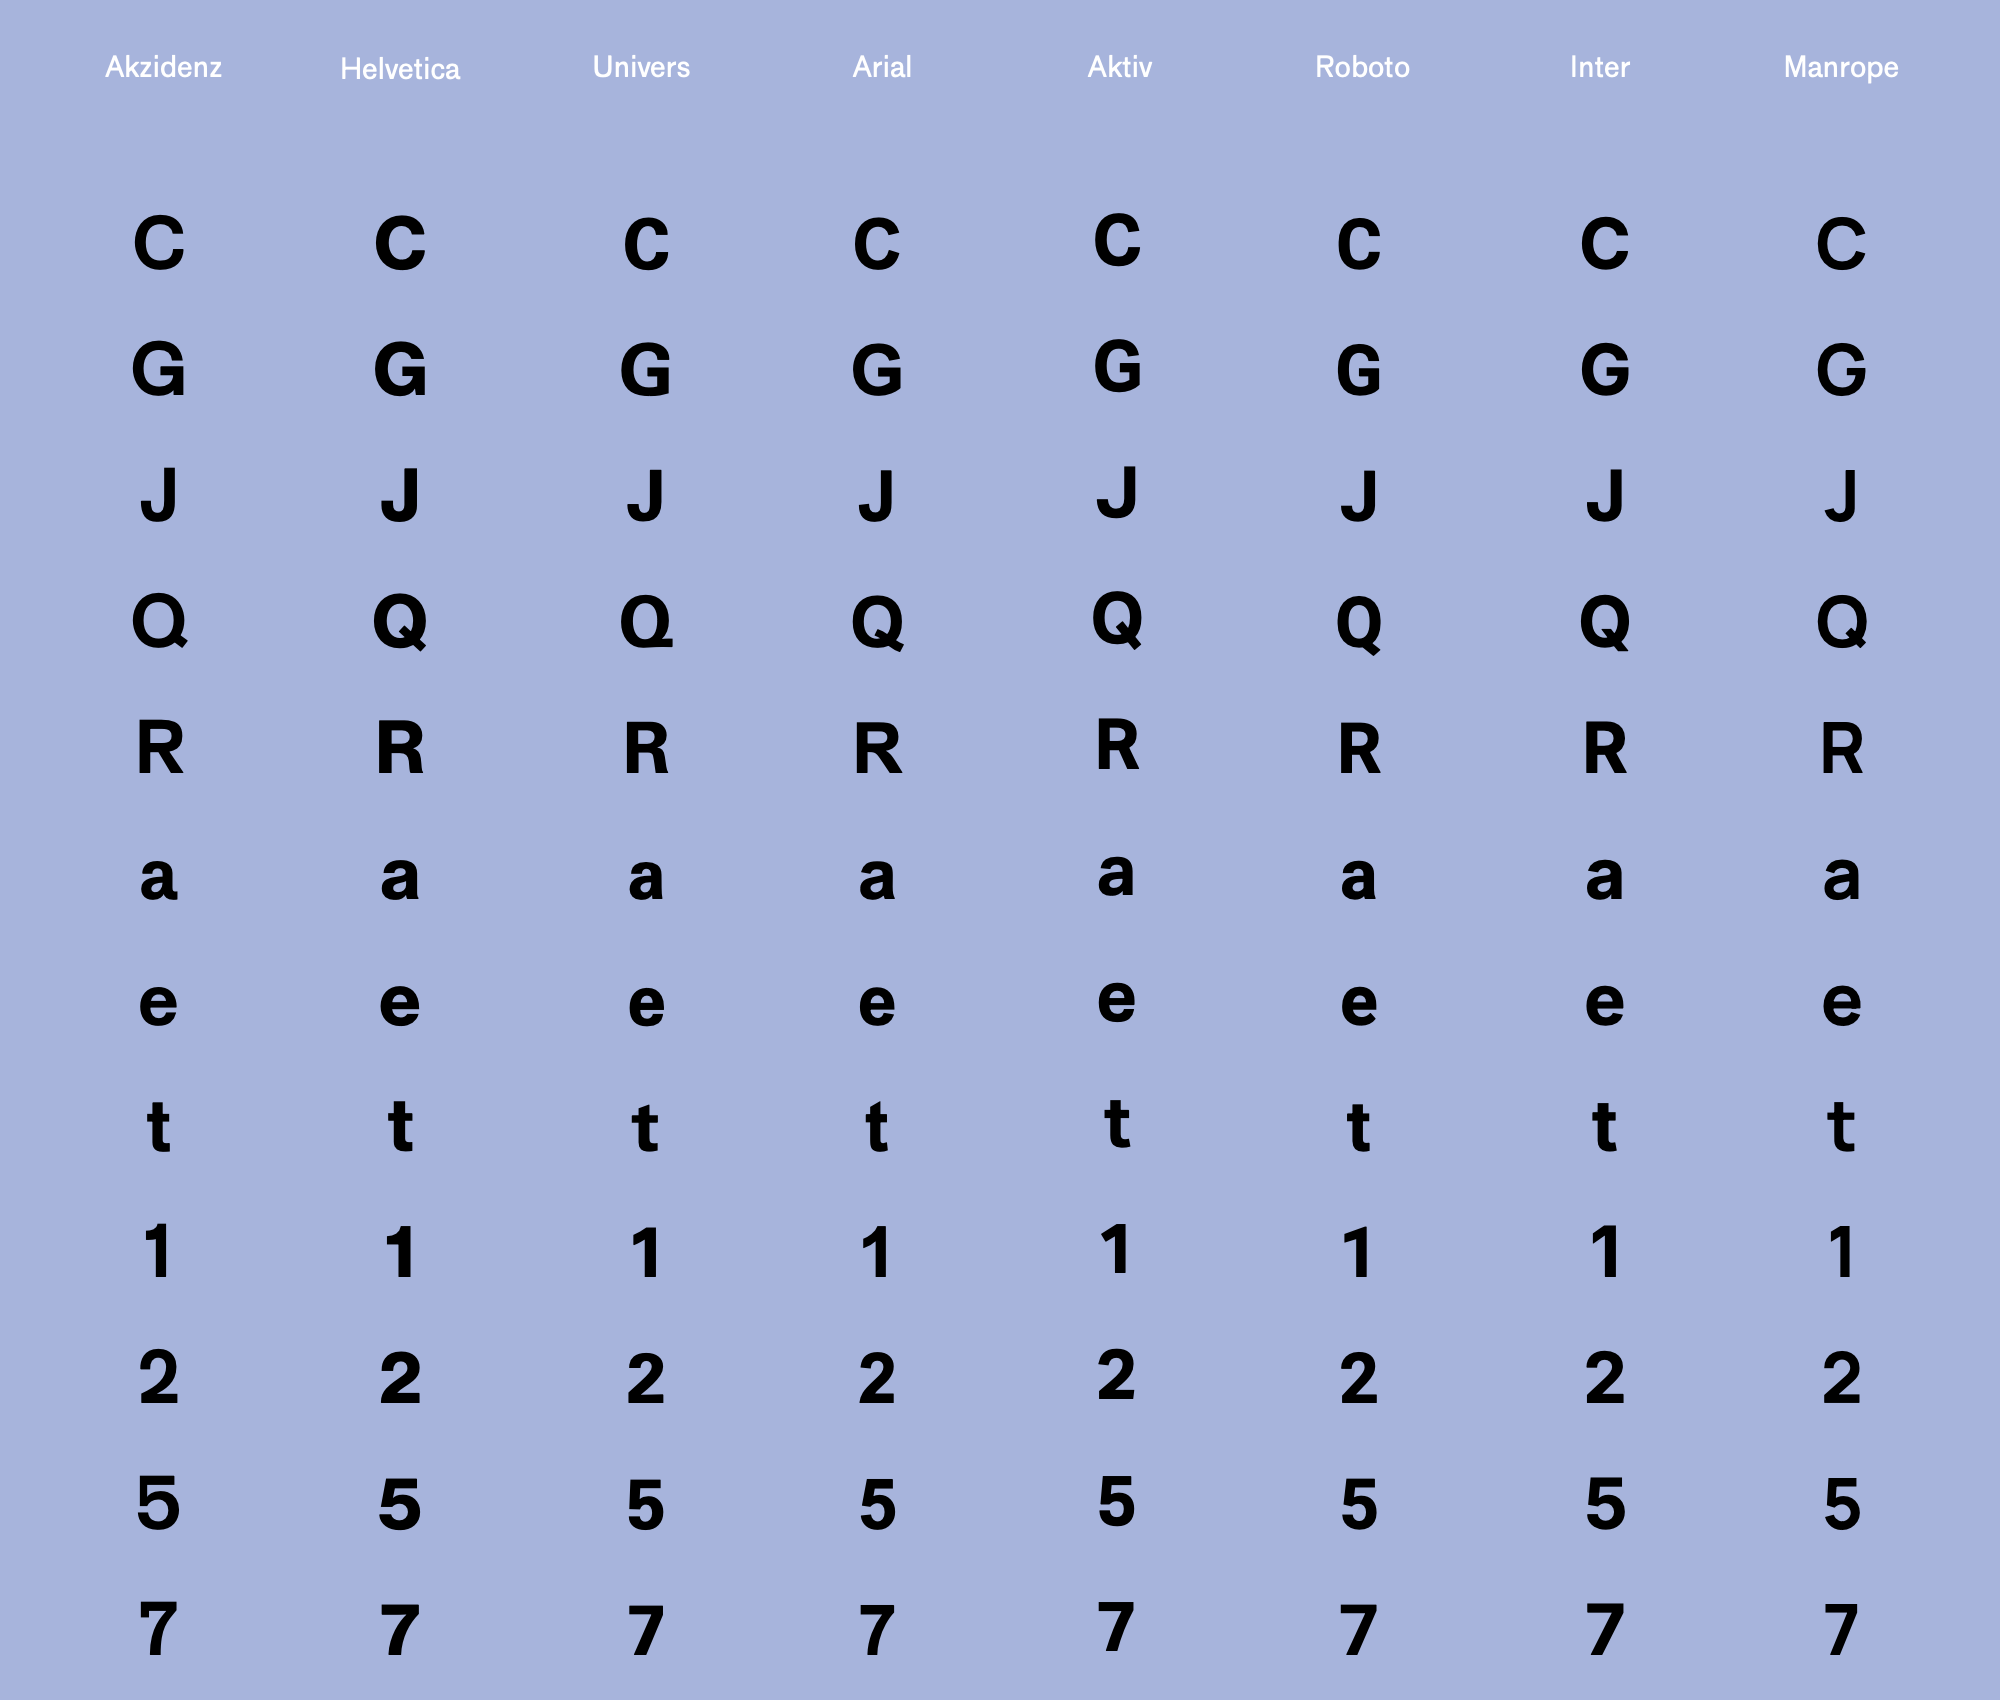 Akzidenz Helvetica Univers Arial Aktiv Roboto Inter Manrope
C C C C C C C C
G G G G G G G G
J J J J J J J J
Q Q Q Q Q Q Q Q
R R R R R R R R
a a a a a a a a
e e e e e e e e
t t t t t t t t
1 1 1 1 1 1 1 1
2 2 2 2 2 2 2 2
5 5 5 5 5 5 5 5
7 7 7 7 7 7 7 7